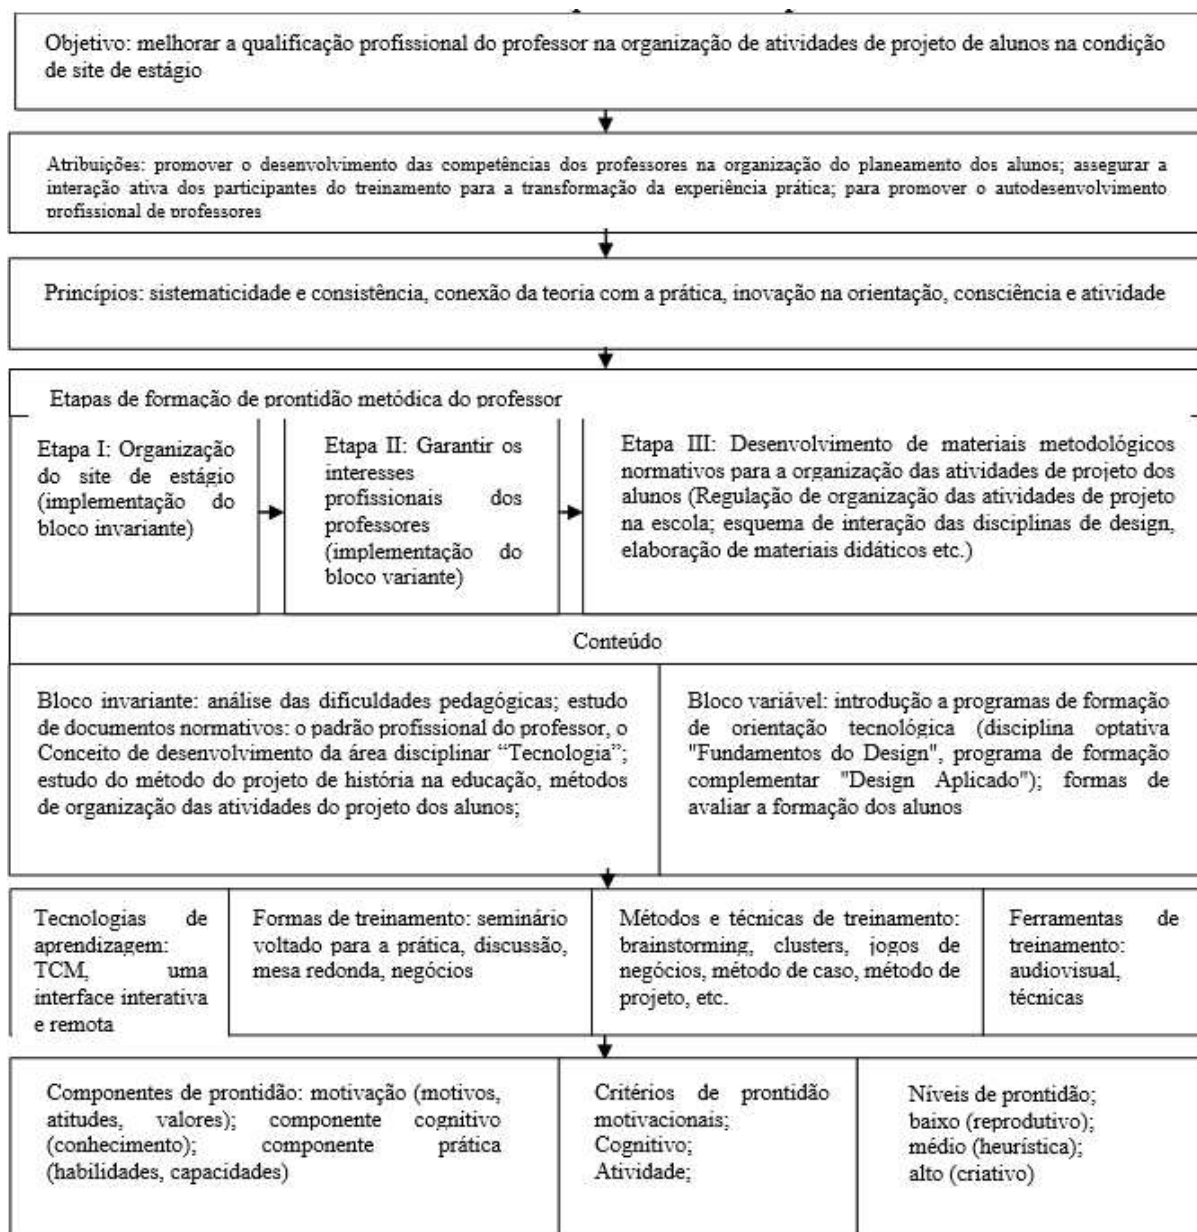 Objetivo: melhorar a qualificação profissional do professor na organização de atividades de projeto de alunos na condição
de site de estágio
Atribuições: promover o desenvolvimento das competências dos professores na organização do planeamento dos alunos; assegurar a
interação ativa dos participantes do treinamento para a transformação da experiência prática; para promover o autodesenvolvimento
profissional de professores
Princípios: sistematicidade e consistência, conexão da teoria com a prática, inovação na orientação, consciência e atividade
Etapas de formação de prontidão metódica do professor
Etapa I: Organização
do site de estágio
(implementação do
bloco invariante)
Etapa II: Garantir os
interesses
profissionais dos
professores
(implementação do
bloco variante)
Etapa III: Desenvolvimento de materiais metodológicos
normativos para a organização das atividades de projeto dos
alunos (Regulação de organização das atividades de projeto
na escola; esquema de interação das disciplinas de design,
elaboração de materiais didáticos etc.)
Conteúdo
Bloco invariante: análise das dificuldades pedagógicas; estudo
de documentos normativos: o padrão profissional do professor, o
Conceito de desenvolvimento da área disciplinar “Tecnologia”;
estudo do método do projeto de história na educação, métodos
de organização das atividades do projeto dos alunos;
Bloco variável: introdução a programas de formação
de orientação tecnológica (disciplina optativa
"Fundamentos do Design", programa de formação
complementar "Design Aplicado"); formas de
avaliar a formação dos alunos
Tecnologias de
aprendizagem:
TCM, uma
interface interativa
e remota
Formas de treinamento: seminário
voltado para a prática, discussão,
mesa redonda, negócios
Métodos e técnicas de treinamento:
brainstorming, clusters, jogos de
negócios, método de caso, método de
projeto, etc.
Ferramentas de
treinamento:
audiovisual,
técnicas
Componentes de prontidão: motivação (motivos,
atitudes, valores); componente cognitivo
(conhecimento); componente prática
(habilidades, capacidades)
Critérios de prontidão
motivacionais;
Cognitivo;
Atividade;
Níveis de prontidão;
baixo (reprodutivo);
médio (heurística);
alto (criativo)